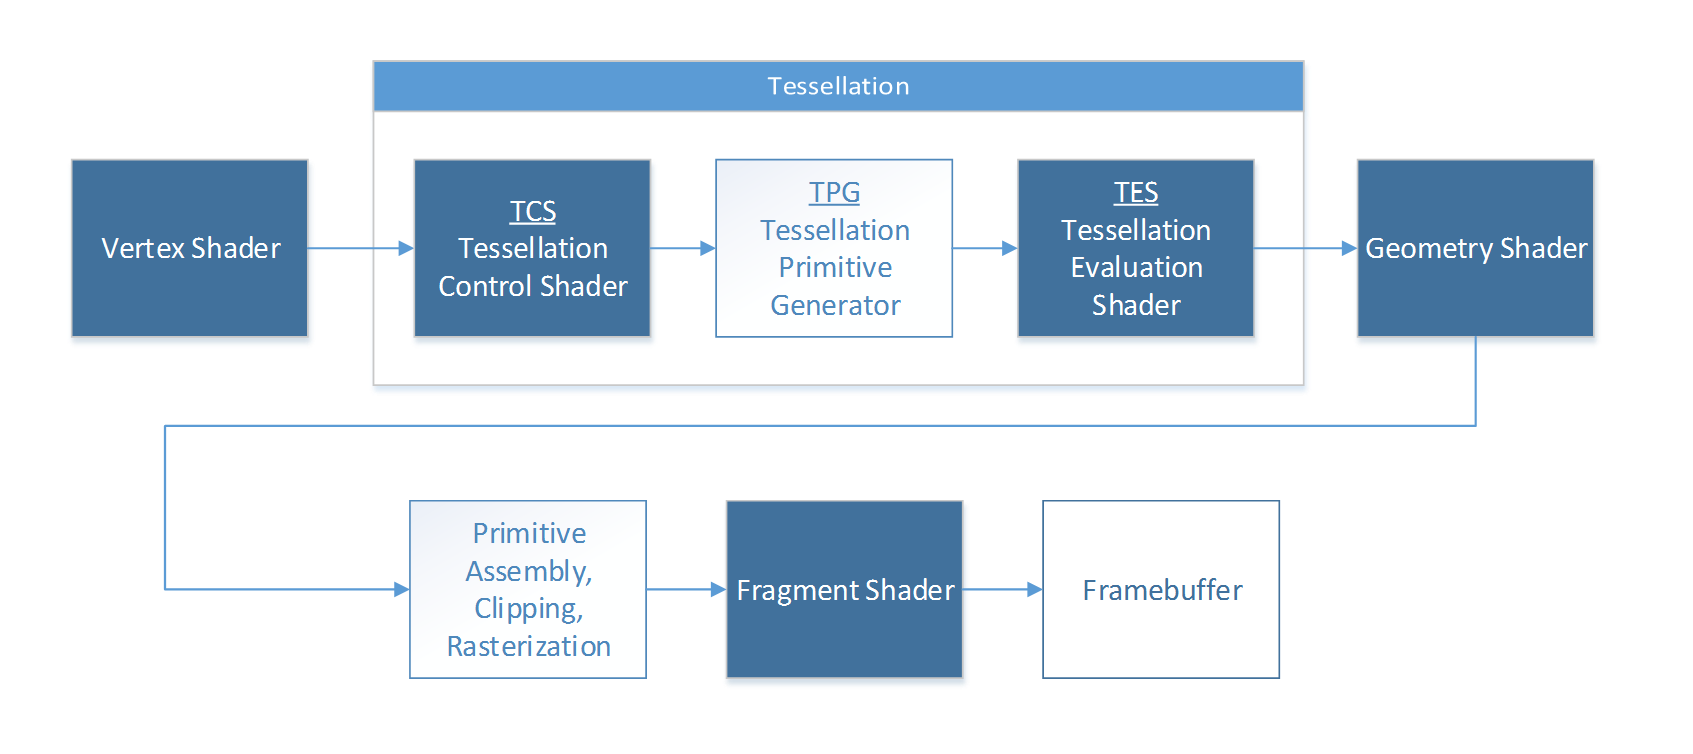 Tessellation
Vertex Shader
TCS
Tessellation
Control Shader
TPG
Tessellation
Primitive
Generator
TES
Tessellation
Evaluation
Shader
Geometry Shader
Primitive
Assembly,
Clipping,
Rasterization
Fragment Shader
Framebuffer